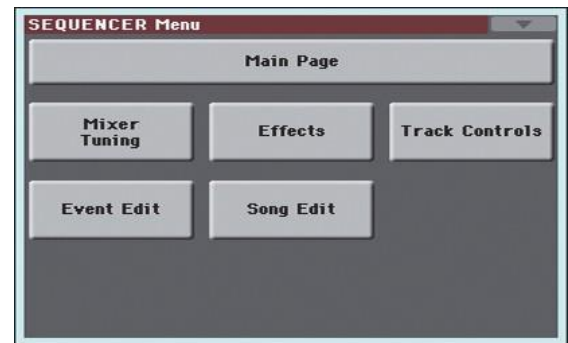 SEQUENCER Menu
Main Page
Mixer
Tuning
Effects
Track Controls
Event Edit
Song Edit